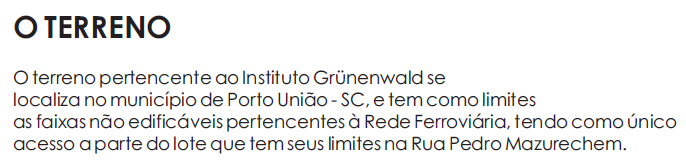 O TERRENO
O terreno pertencente ao Instituto Grünenwald se
localiza no município de Porto União - SC, e tem como limites
as faixas não edificáveis pertencentes à Rede Ferroviária, tendo como único
acesso a parte do lote que tem seus limites na Rua Pedro Mazurechem.